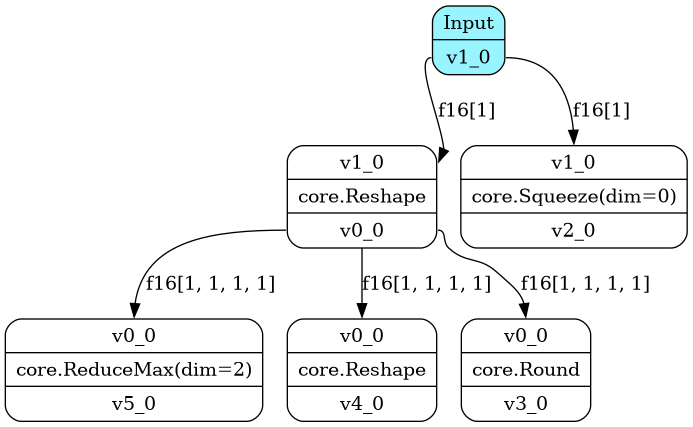 Input
v1_0
f16[1]
f16[1]
v1_0
core.Reshape
v0_0
v1_0
core.Squeeze(dim=0)
v2_0
f16[1, 1, 1, 1]
f16[1, 1, 1, 1]
f16[1, 1, 1, 1]
v0_0
core.ReduceMax(dim=2)
v5_0
v0_0
core.Reshape
v4_0
v0_0
core.Round
v3_0